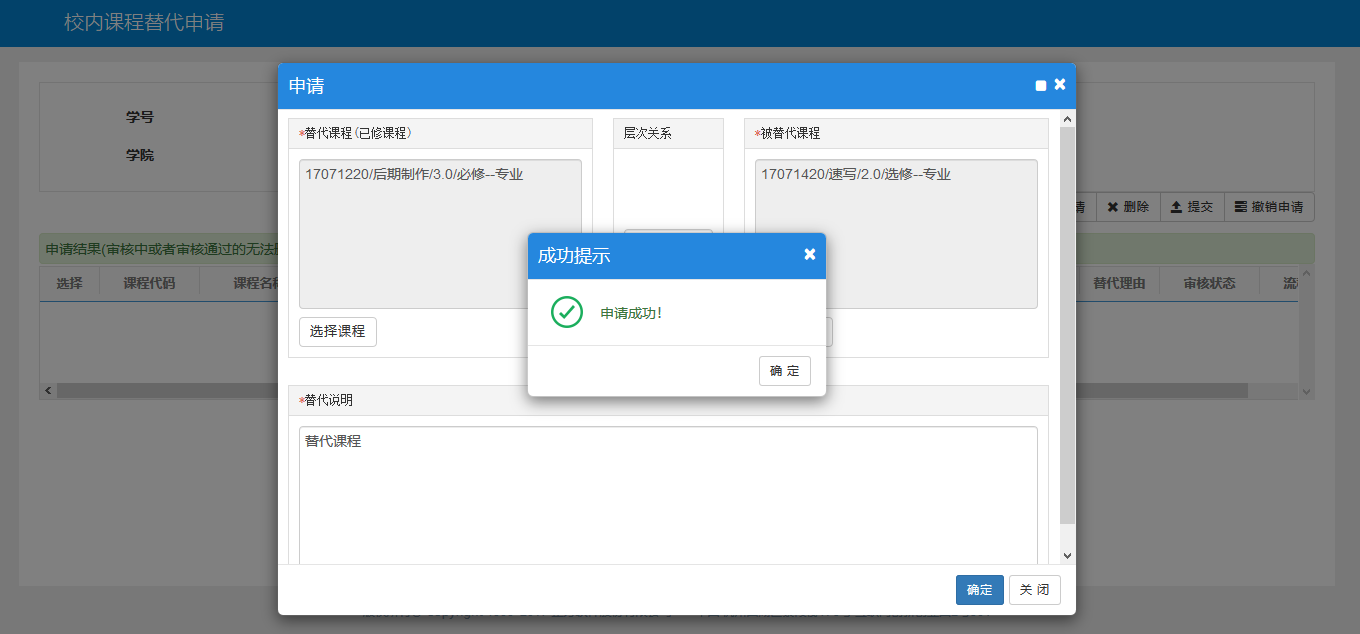 校内课程替代申请
申请
学号
学院
*替代课程(已修课程)
层次关系
*被替代课程
17071220/后期制作/3.0/必修--专业
17071420/速写/2.0/选修--专业
请
删除
提交
撤销申请
申请结果(审核中或者审核通过的无法
选择
课程代码
课程名称
替代理由
审核状态
成功提示
申请成功!
确 定
选择课程
*替代说明
替代课程
确定
关 闭